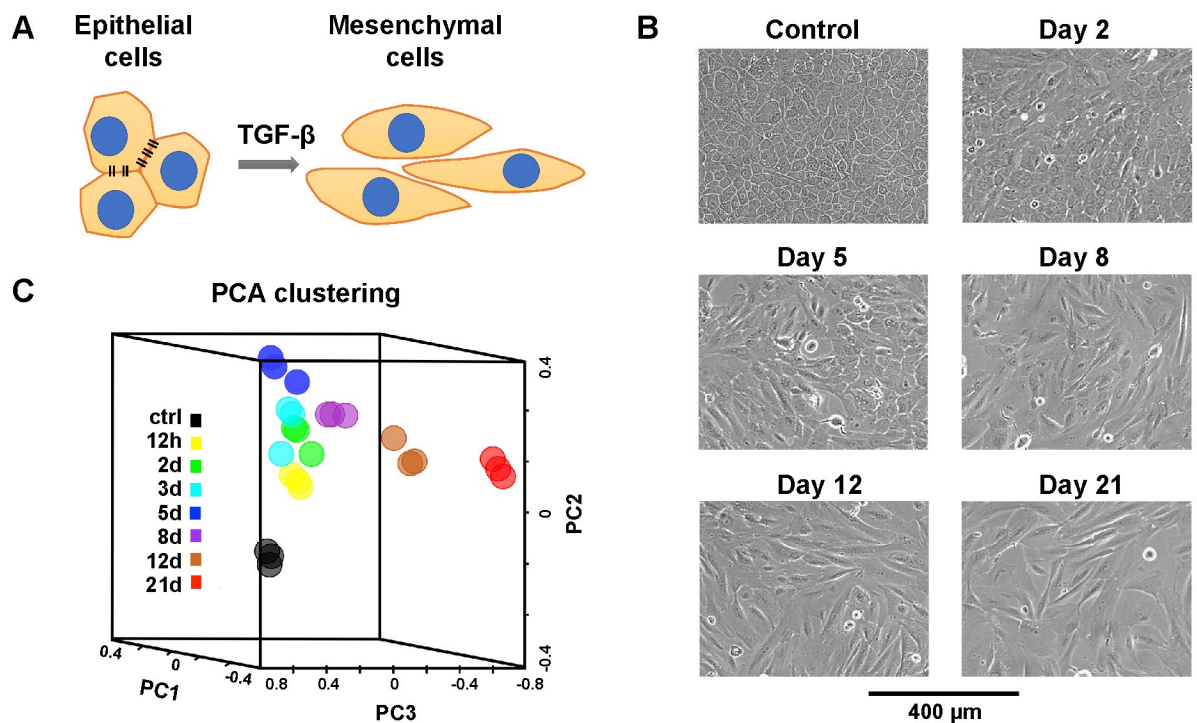 A
Epithelial
cells
Mesenchymal
cells
TGF-β
B
Control
Day 2
Day 5
Day 8
Day 12
Day 21
400 µm
C
PCA clustering
ctrl
12h
2d
3d
5d
8d
12d
21d
0.4
0
-0.4
PC2
0.4
0
-0.4
PC1
0.8
0.4
0
-0.4
-0.8
PC3